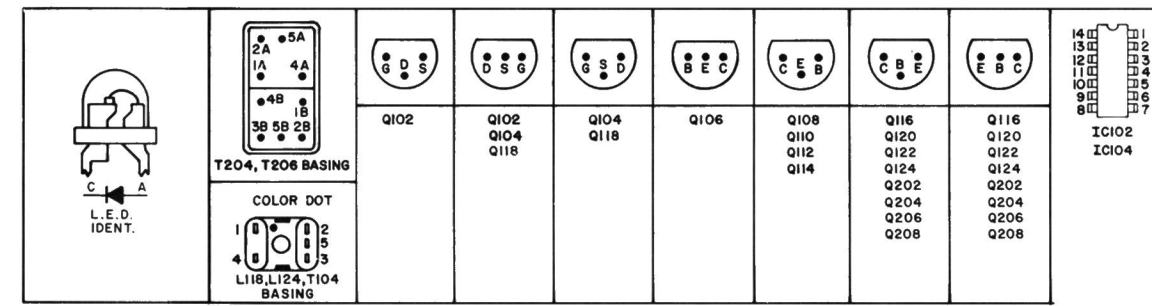 C A
L.E.D.
IDENT.
2A 5A
1A 4A
4B
1B
3B 5B 2B
T204, T206 BASING
COLOR DOT
1 2
5
4 3
L118,L124,T104
BASING
G D S
Q102
D S G
Q102
Q104
Q118
G S D
Q104
Q118
B E C
Q106
C E B
Q108
Q110
Q112
Q114
C B E
Q116
Q120
Q122
Q124
Q202
Q204
Q206
Q208
E B C
Q116
Q120
Q122
Q124
Q202
Q204
Q206
Q208
14 1
13 2
12 3
11 4
10 5
9 6
8 7
IC102
IC104